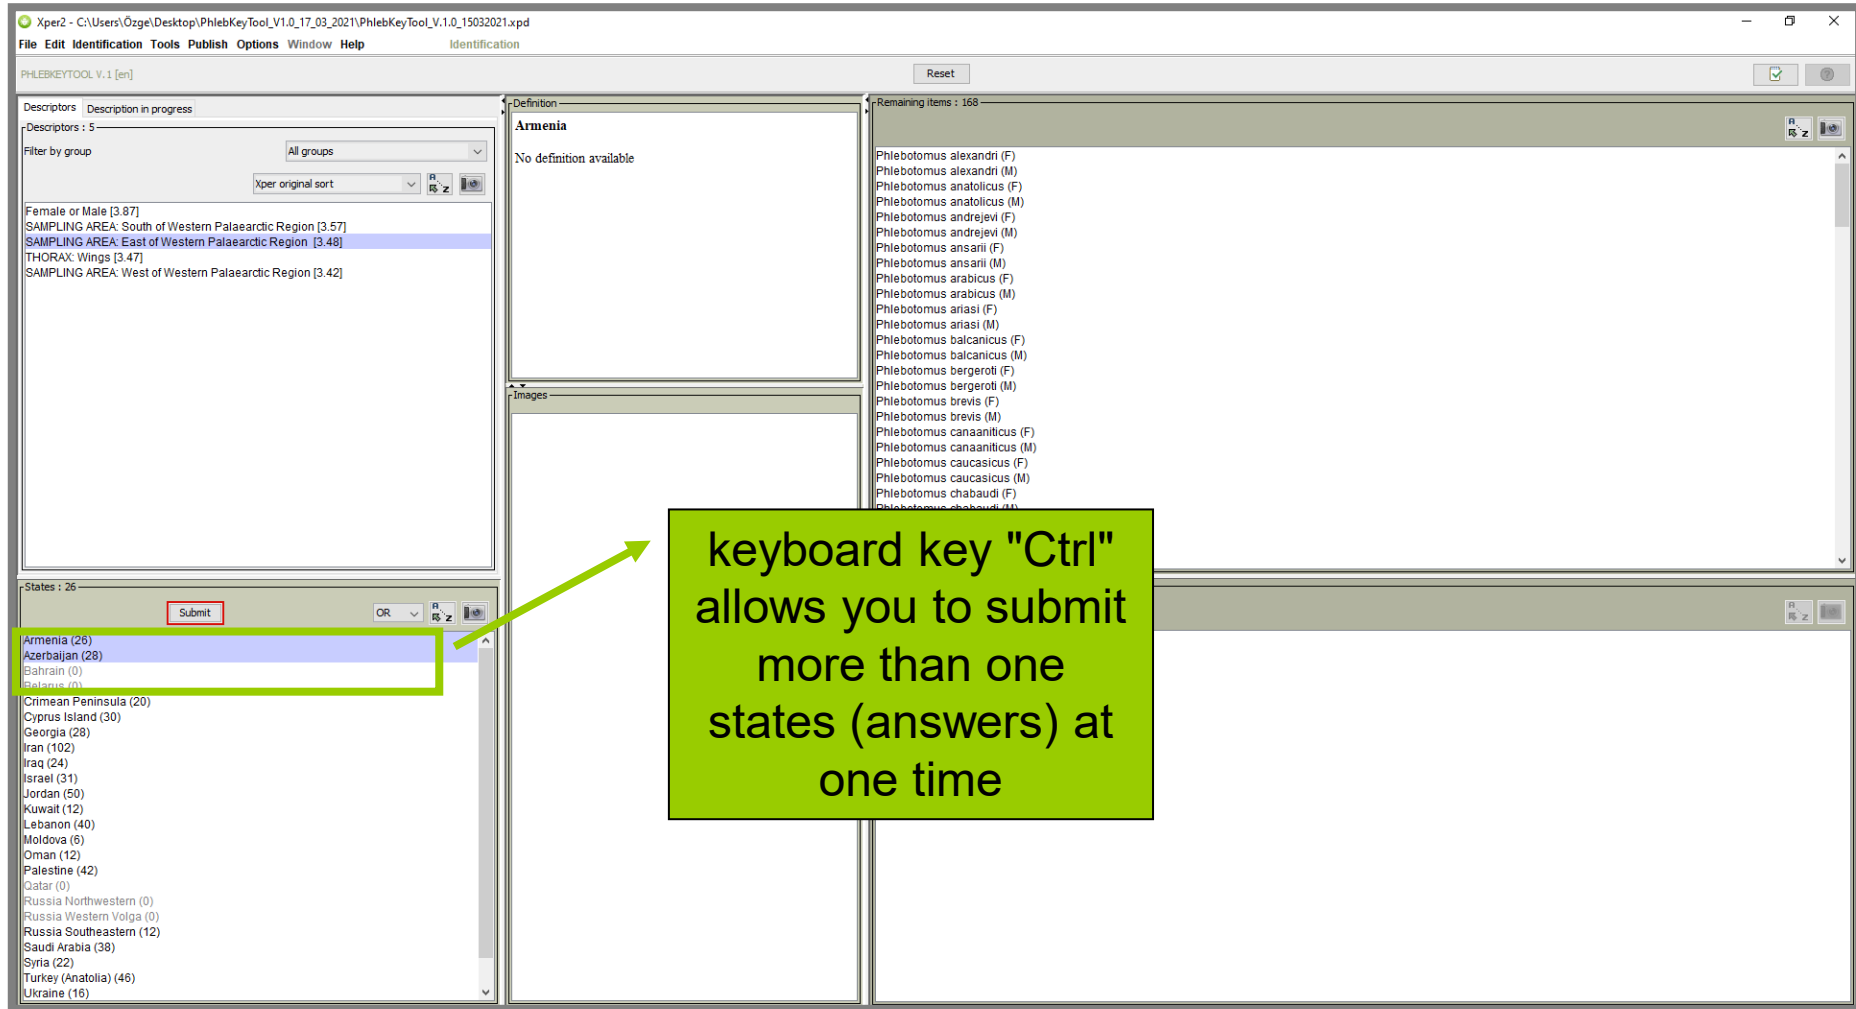 Xper2 - C:\Users\Özge\Desktop\PhlebKeyTool_V1.0_17_03_2021\PhlebKeyTool_V.1.0_15032021.xpd
File Edit Identification Tools Publish Options Window Help Identification
PHLEBKEYTOOL V.1 [en]
Reset
Descriptors Description in progress
Descriptors : 5
Filter by group All groups
Xper original sort
Female or Male [3.87]
SAMPLING AREA: South of Western Palaearctic Region [3.57]
SAMPLING AREA: East of Western Palaearctic Region [3.48]
THORAX: Wings [3.47]
SAMPLING AREA: West of Western Palaearctic Region [3.42]
States : 26
Submit OR
Armenia (26)
Azerbaijan (28)
Bahrain (0)
Belarus (0)
Crimean Peninsula (20)
Cyprus Island (30)
Georgia (28)
Iran (102)
Iraq (24)
Israel (31)
Jordan (50)
Kuwait (12)
Lebanon (40)
Moldova (6)
Oman (12)
Palestine (42)
Qatar (0)
Russia Northwestern (0)
Russia Western Volga (0)
Russia Southeastern (12)
Saudi Arabia (38)
Syria (22)
Turkey (Anatolia) (46)
Ukraine (16)
Definition
Armenia
No definition available
Images
Remaining items : 168
Phlebotomus alexandri (F)
Phlebotomus alexandri (M)
Phlebotomus anatolicus (F)
Phlebotomus anatolicus (M)
Phlebotomus andrejevi (F)
Phlebotomus andrejevi (M)
Phlebotomus ansarii (F)
Phlebotomus ansarii (M)
Phlebotomus arabicus (F)
Phlebotomus arabicus (M)
Phlebotomus ariasi (F)
Phlebotomus ariasi (M)
Phlebotomus balcanicus (F)
Phlebotomus balcanicus (M)
Phlebotomus bergeroti (F)
Phlebotomus bergeroti (M)
Phlebotomus brevis (F)
Phlebotomus brevis (M)
Phlebotomus canaaniticus (F)
Phlebotomus canaaniticus (M)
Phlebotomus caucasicus (F)
Phlebotomus caucasicus (M)
Phlebotomus chabaudi (F)
Phlebotomus chabaudi (M)
keyboard key "Ctrl"
allows you to submit
more than one
states (answers) at
one time